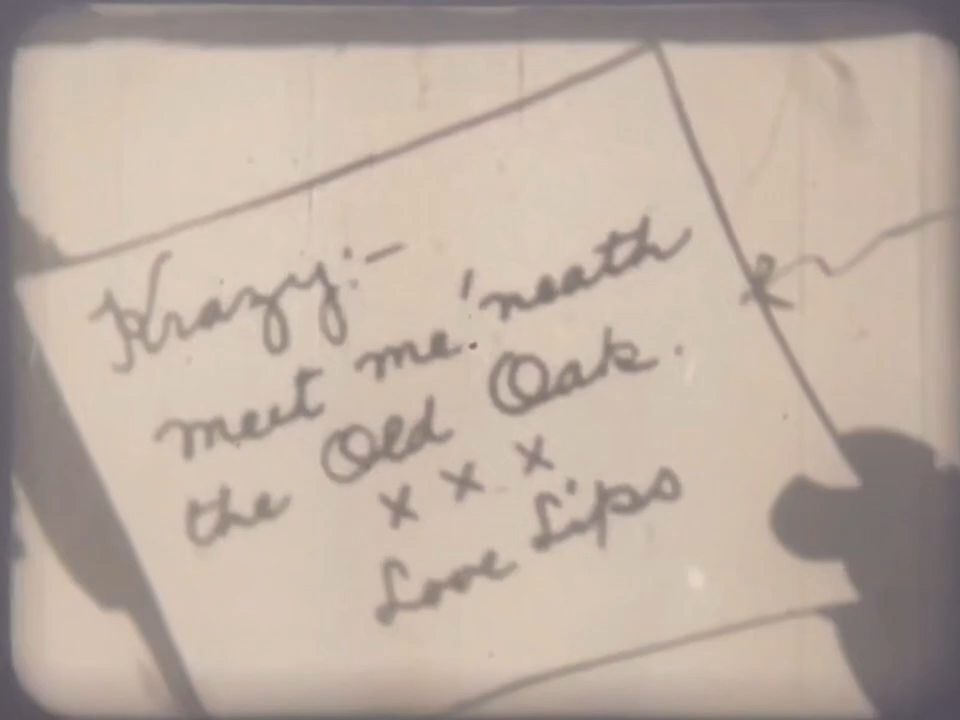 Krazy:-
meet me 'neath
the Old Oak.
x x x
Love Lips